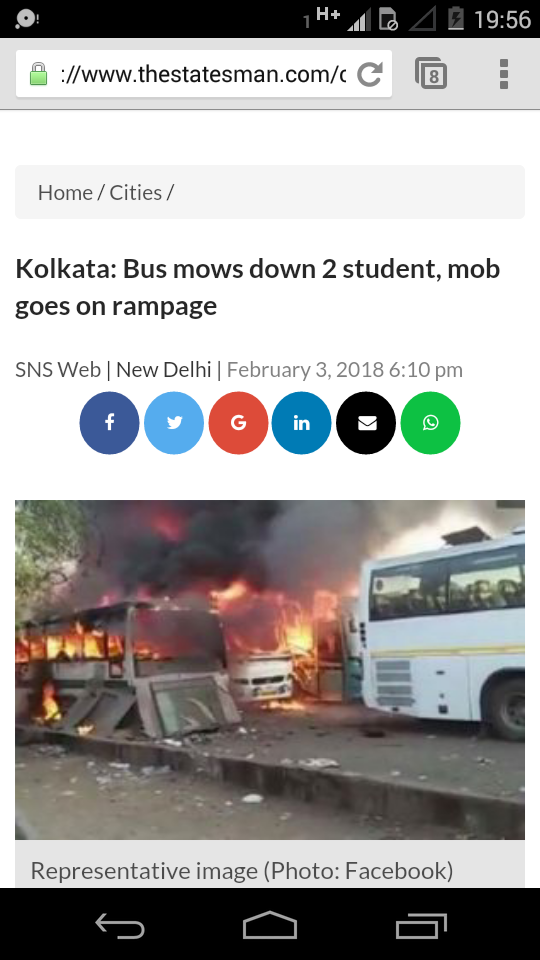 1 H+ 19:56
://www.thestatesman.com/c
8
Home / Cities /
Kolkata: Bus mows down 2 student, mob
goes on rampage
SNS Web | New Delhi | February 3, 2018 6:10 pm
Representative image (Photo: Facebook)